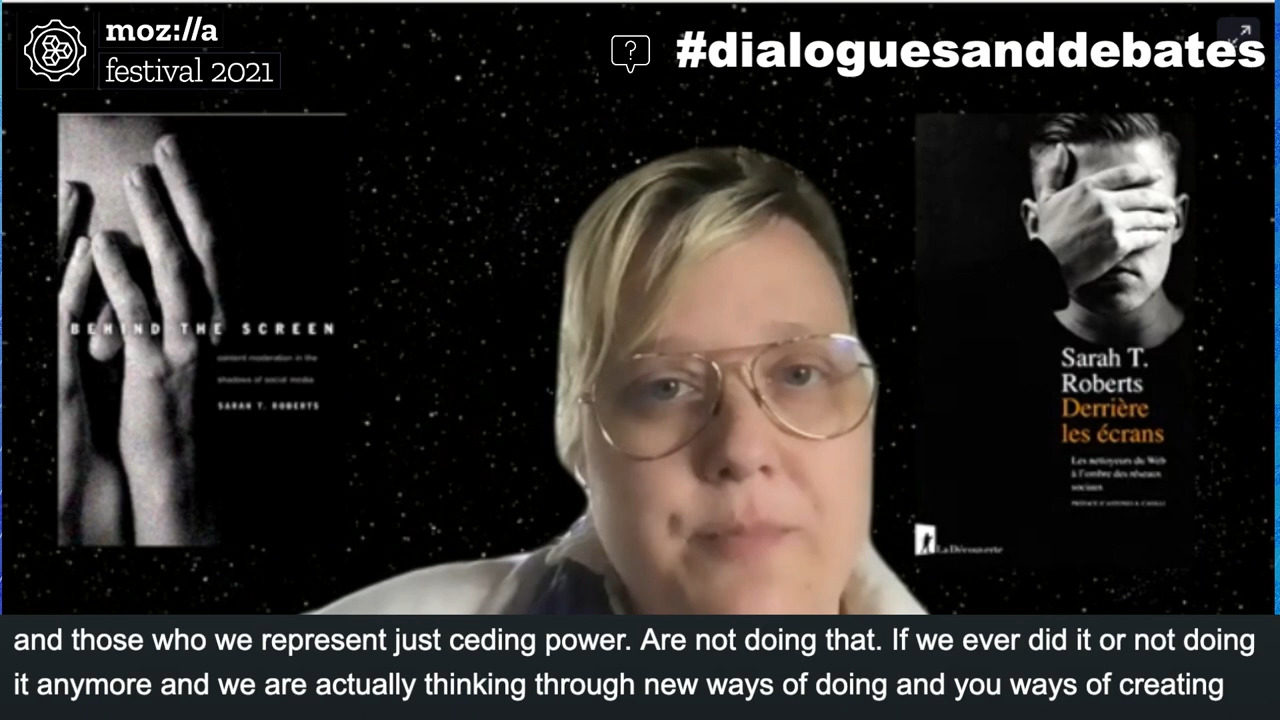 moz://a
festival 2021
?
#dialoguesanddebates
BEHIND THE SCREEN
content moderation in the
shadows of social media
SARAH T. ROBERTS
Sarah T.
Roberts
Derrière
les écrans
Les nettoyeurs du Web
à l'ombre des réseaux
sociaux
PRÉFACE D'ANTONIO A. CASILLI
La Découverte
and those who we represent just ceding power. Are not doing that. If we ever did it or not doing
it anymore and we are actually thinking through new ways of doing and you ways of creating